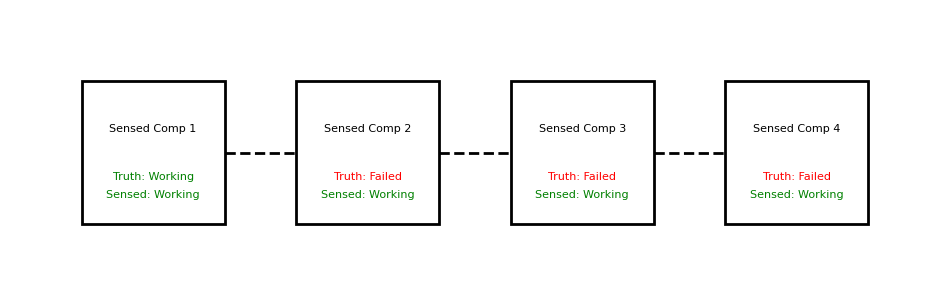 Sensed Comp 1
Truth: Working
Sensed: Working
Sensed Comp 2
Truth: Failed
Sensed: Working
Sensed Comp 3
Truth: Failed
Sensed: Working
Sensed Comp 4
Truth: Failed
Sensed: Working